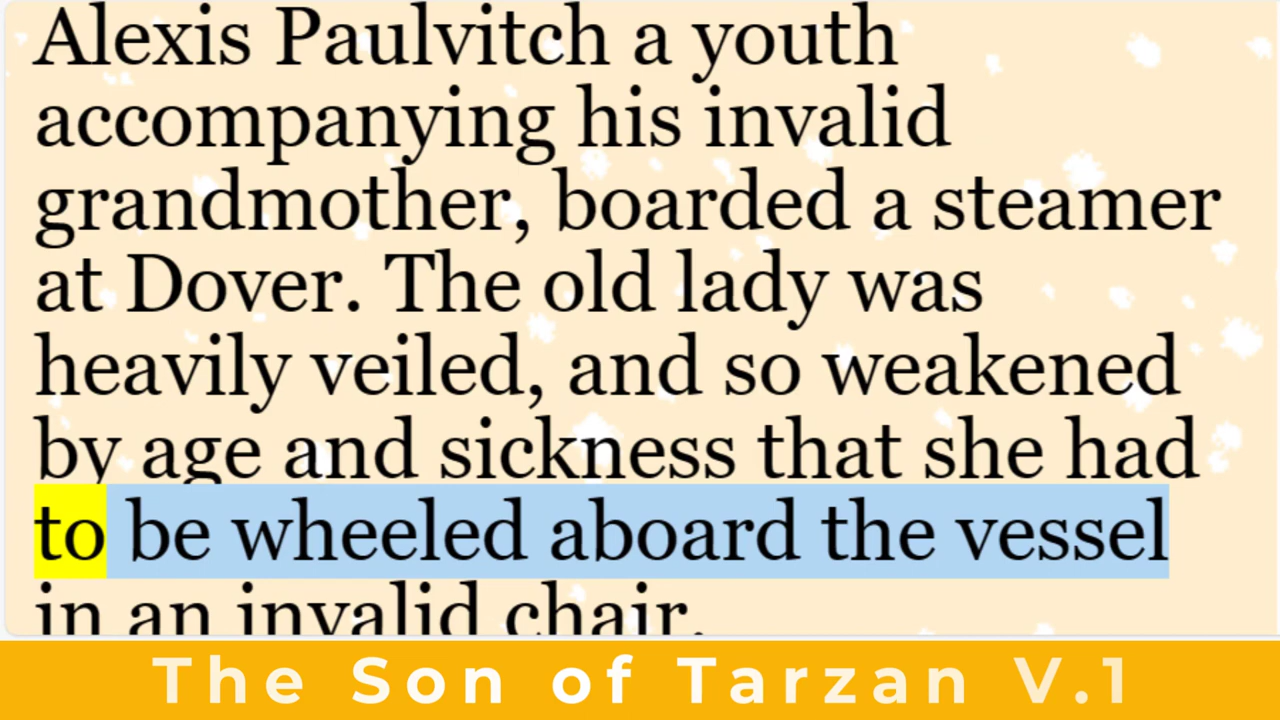 Alexis Paulvitch a youth
accompanying his invalid
grandmother, boarded a steamer
at Dover. The old lady was
heavily veiled, and so weakened
by age and sickness that she had
to be wheeled aboard the vessel
in an invalid chair.
The Son of Tarzan V.1